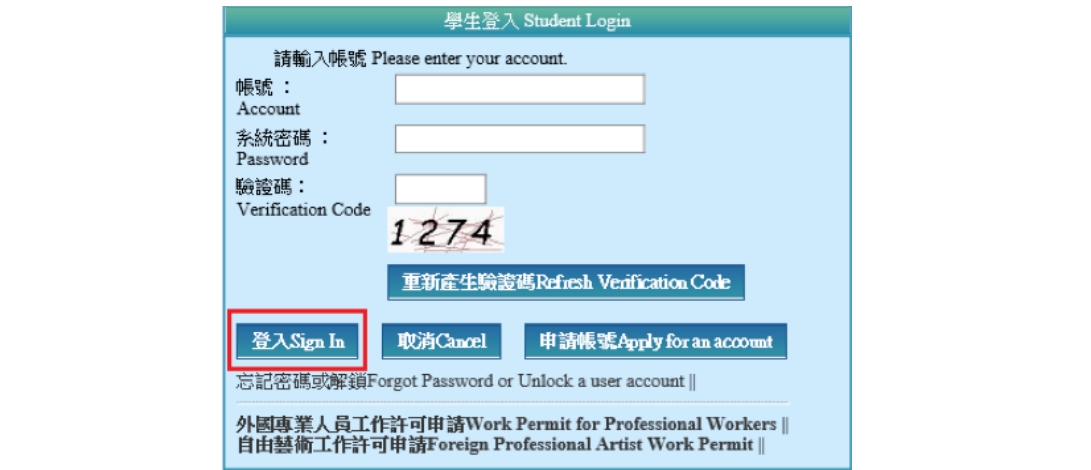 學生登入 Student Login
請輸入帳號 Please enter your account.
帳號：
Account
系統密碼：
Password
驗證碼：
Verification Code
1274
重新產生驗證碼Refresh Verification Code
登入Sign In 取消Cancel 申請帳號Apply for an account
忘記密碼或解鎖Forgot Password or Unlock a user account ||
外國專業人員工作許可申請Work Permit for Professional Workers ||
自由藝術工作許可申請Foreign Professional Artist Work Permit ||